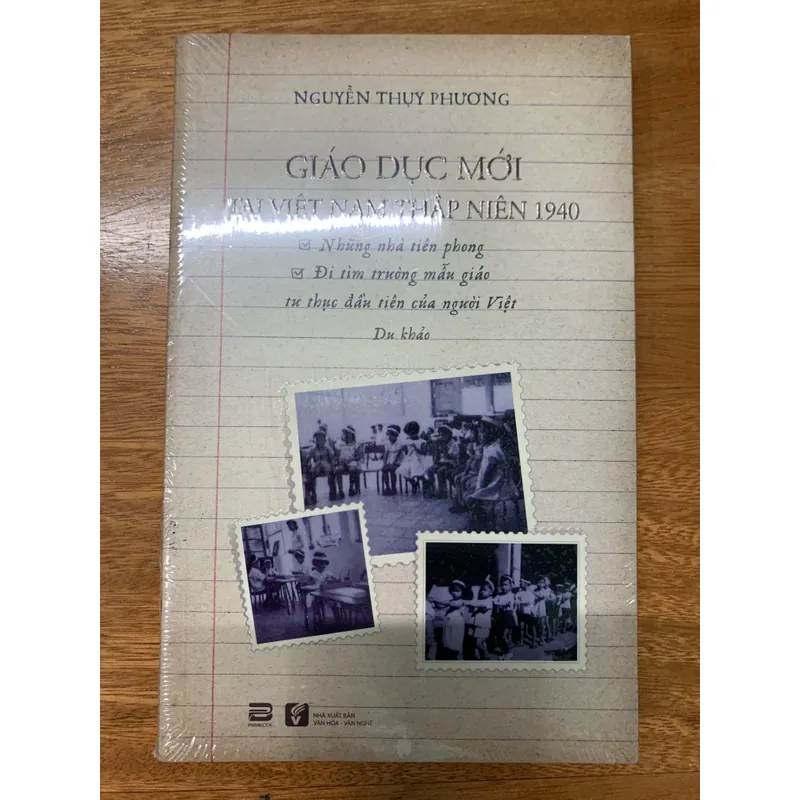 NGUYỄN THỤY PHƯƠNG
GIÁO DỤC MỚI
TẠI VIỆT NAM THẬP NIÊN 1940
Những nhà tiên phong
Đi tìm trường mẫu giáo
tư thục đầu tiên của người Việt
Du khảo
PHANBOOK
NHÀ XUẤT BẢN
VĂN HÓA - VĂN NGHỆ